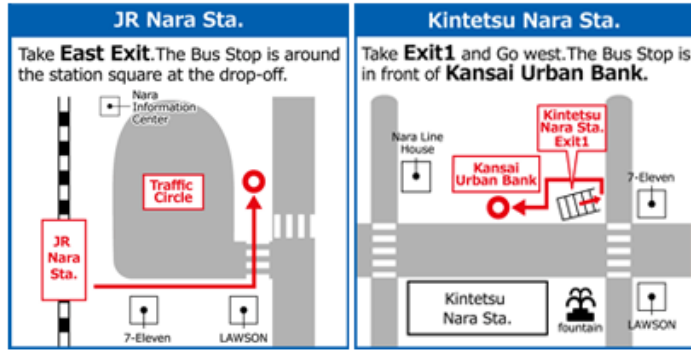 JR Nara Sta.
Take East Exit.The Bus Stop is around
the station square at the drop-off.
Nara
Information
Center
Traffic
Circle
JR
Nara
Sta.
7-Eleven
LAWSON
Kintetsu Nara Sta.
Take Exit1 and Go west.The Bus Stop is
in front of Kansai Urban Bank.
Kintetsu
Nara Sta.
Exit1
Nara Line
House
Kansai
Urban Bank
7-Eleven
Kintetsu
Nara Sta.
fountain
LAWSON